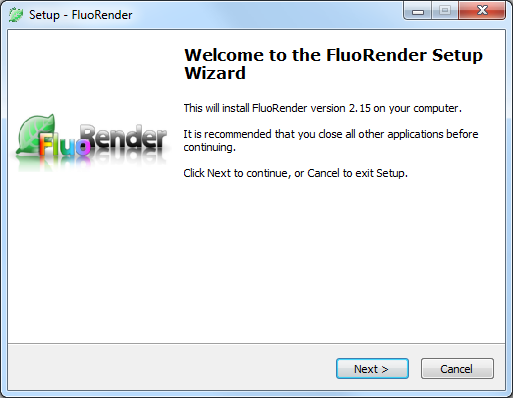 Setup - FluoRender
Welcome to the FluoRender Setup
Wizard
This will install FluoRender version 2.15 on your computer.
It is recommended that you close all other applications before
continuing.
Click Next to continue, or Cancel to exit Setup.
FluoRender
Next >
Cancel